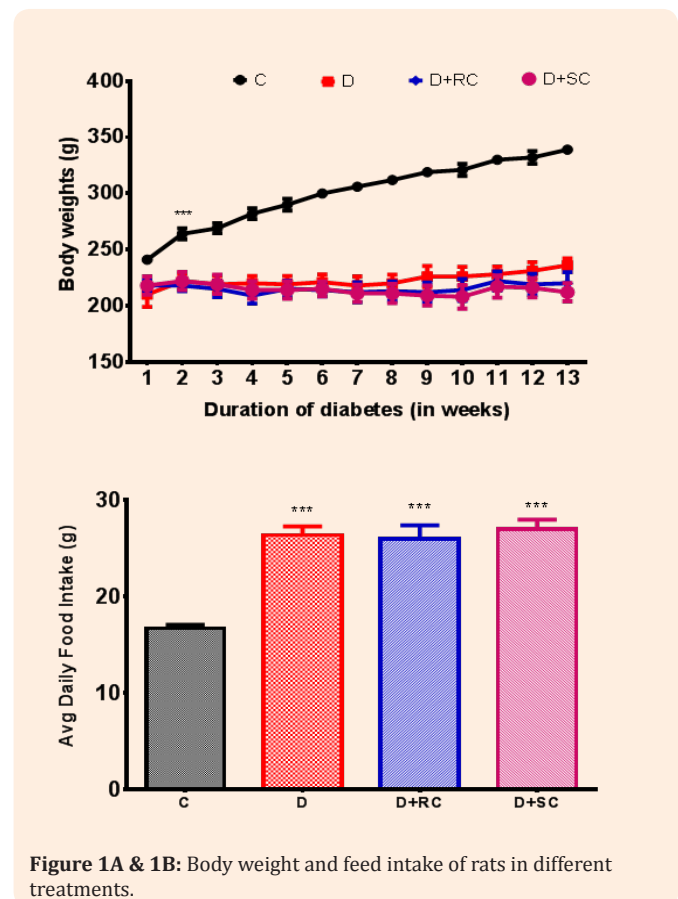 C D D+RC D+SC
400
350
300
250
200
150
***
Body weights (g)
1 2 3 4 5 6 7 8 9 10 11 12 13
Duration of diabetes (in weeks)
30
20
10
0
*** *** ***
Avg Daily Food Intake (g)
C D D+RC D+SC
Figure 1A & 1B: Body weight and feed intake of rats in different
treatments.